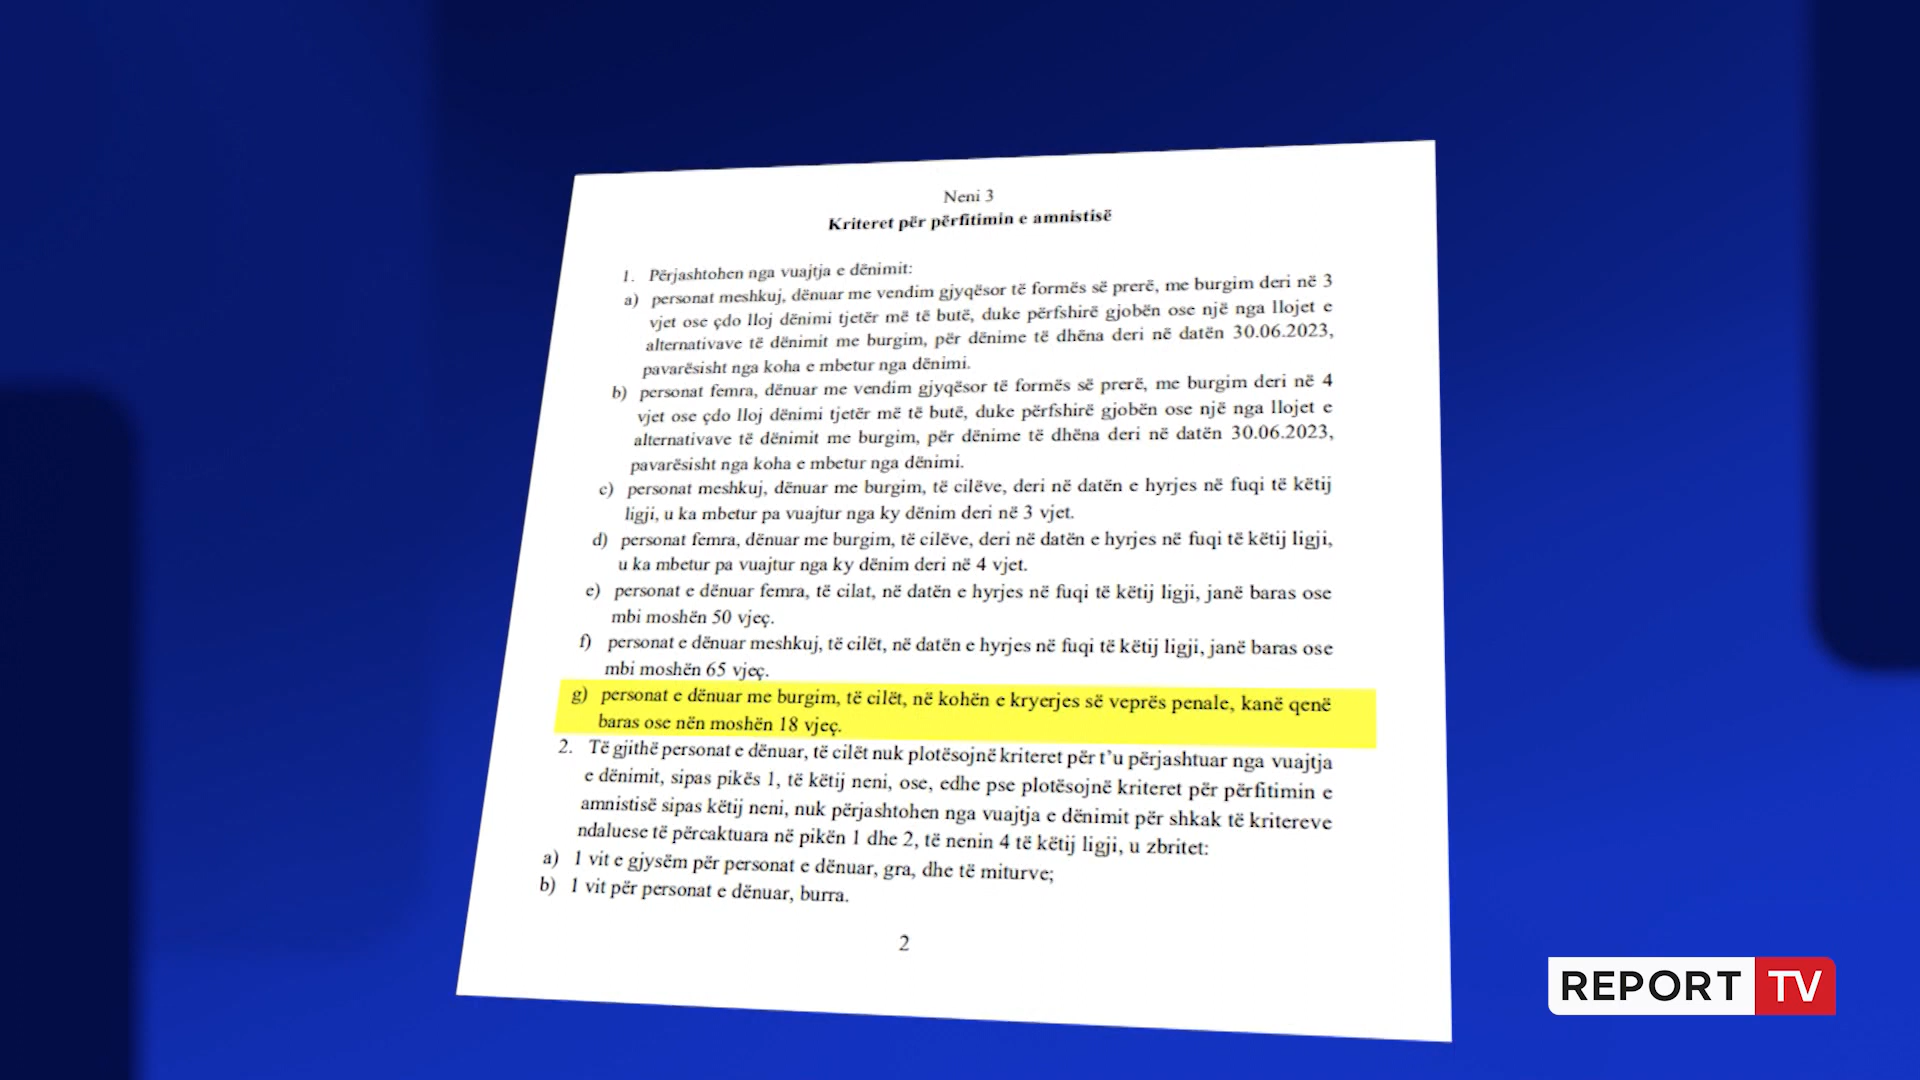 Neni 3
Kriteret për përfitimin e amnistisë
1. Përjashtohen nga vuajtja e dënimit:
a) personat meshkuj, dënuar me vendim gjyqësor të formës së prerë, me burgim deri në 3
vjet ose çdo lloj dënimi tjetër më të butë, duke përfshirë gjobën ose një nga llojet e
alternativave të dënimit me burgim, për dënime të dhëna deri në datën 30.06.2023,
pavarësisht nga koha e mbetur nga dënimi.
b) personat femra, dënuar me vendim gjyqësor të formës së prerë, me burgim deri në 4
vjet ose çdo lloj dënimi tjetër më të butë, duke përfshirë gjobën ose një nga llojet e
alternativave të dënimit me burgim, për dënime të dhëna deri në datën 30.06.2023,
pavarësisht nga koha e mbetur nga dënimi.
c) personat meshkuj, dënuar me burgim, të cilëve, deri në datën e hyrjes në fuqi të këtij
ligji, u ka mbetur pa vuajtur nga ky dënim deri në 3 vjet.
d) personat femra, dënuar me burgim, të cilëve, deri në datën e hyrjes në fuqi të këtij ligji,
u ka mbetur pa vuajtur nga ky dënim deri në 4 vjet.
e) personat e dënuar femra, të cilat, në datën e hyrjes në fuqi të këtij ligji, janë baras ose
mbi moshën 50 vjeç.
f) personat e dënuar meshkuj, të cilët, në datën e hyrjes në fuqi të këtij ligji, janë baras ose
mbi moshën 65 vjeç.
g) personat e dënuar me burgim, të cilët, në kohën e kryerjes së veprës penale, kanë qenë
baras ose nën moshën 18 vjeç.
2. Të gjithë personat e dënuar, të cilët nuk plotësojnë kriteret për t'u përjashtuar nga vuajtja
e dënimit, sipas pikës 1, të këtij neni, ose, edhe pse plotësojnë kriteret për përfitimin e
amnistisë sipas këtij neni, nuk përjashtohen nga vuajtja e dënimit për shkak të kritereve
ndaluese të përcaktuara në pikën 1 dhe 2, të nenin 4 të këtij ligji, u zbritet:
a) 1 vit e gjysëm për personat e dënuar, gra, dhe të miturve;
b) 1 vit për personat e dënuar, burra.
2
REPORT TV